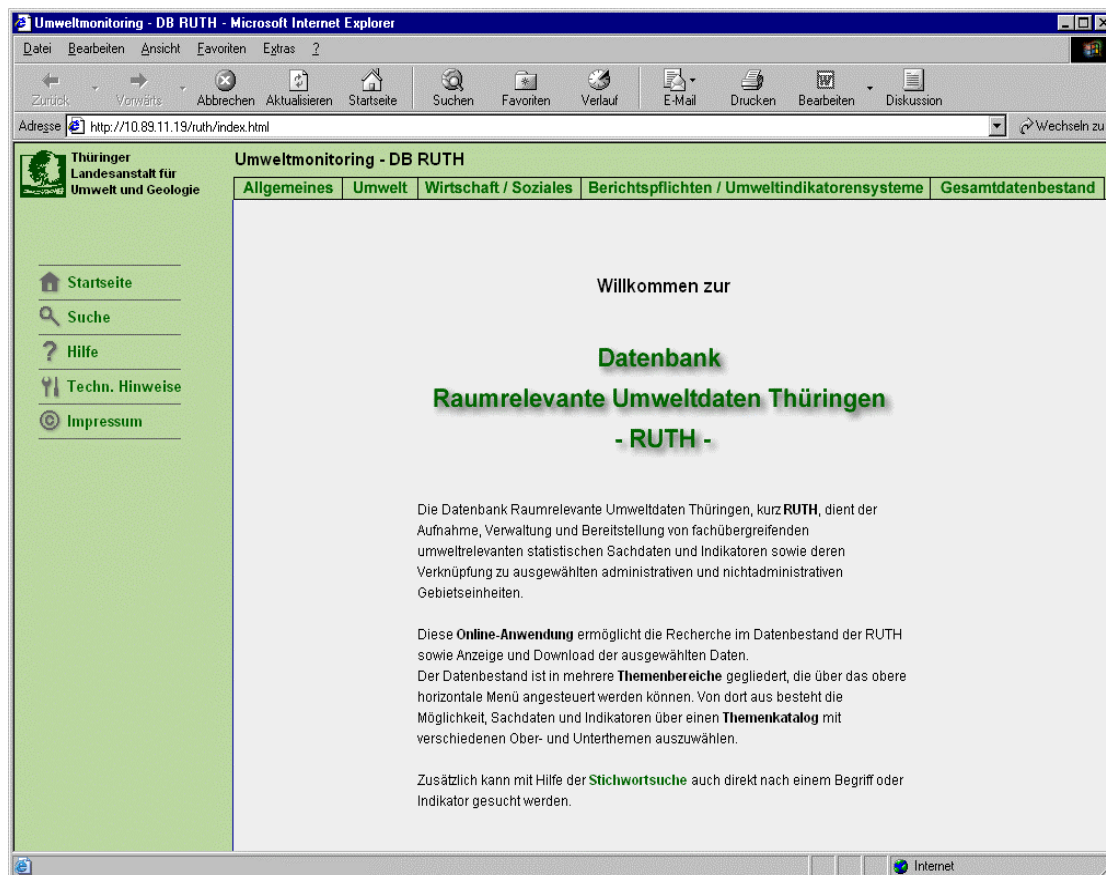 Umweltmonitoring - DB RUTH - Microsoft Internet Explorer
Datei Bearbeiten Ansicht Favoriten Extras ?
Zurück Vorwärts Abbrechen Aktualisieren Startseite Suchen Favoriten Verlauf E-Mail Drucken Bearbeiten Diskussion
Adresse http://10.89.11.19/ruth/index.html Wechseln zu
Thüringer
Landesanstalt für
Umwelt und Geologie
Umweltmonitoring - DB RUTH
Allgemeines Umwelt Wirtschaft / Soziales Berichtspflichten / Umweltindikatorensysteme Gesamtdatenbestand
Startseite
Suche
Hilfe
Techn. Hinweise
Impressum
Willkommen zur
Datenbank
Raumrelevante Umweltdaten Thüringen
- RUTH -
Die Datenbank Raumrelevante Umweltdaten Thüringen, kurz RUTH, dient der
Aufnahme, Verwaltung und Bereitstellung von fachübergreifenden
umweltrelevanten statistischen Sachdaten und Indikatoren sowie deren
Verknüpfung zu ausgewählten administrativen und nichtadministrativen
Gebietseinheiten.
Diese Online-Anwendung ermöglicht die Recherche im Datenbestand der RUTH
sowie Anzeige und Download der ausgewählten Daten.
Der Datenbestand ist in mehrere Themenbereiche gegliedert, die über das obere
horizontale Menü angesteuert werden können. Von dort aus besteht die
Möglichkeit, Sachdaten und Indikatoren über einen Themenkatalog mit
verschiedenen Ober- und Unterthemen auszuwählen.
Zusätzlich kann mit Hilfe der Stichwortsuche auch direkt nach einem Begriff oder
Indikator gesucht werden.
Internet